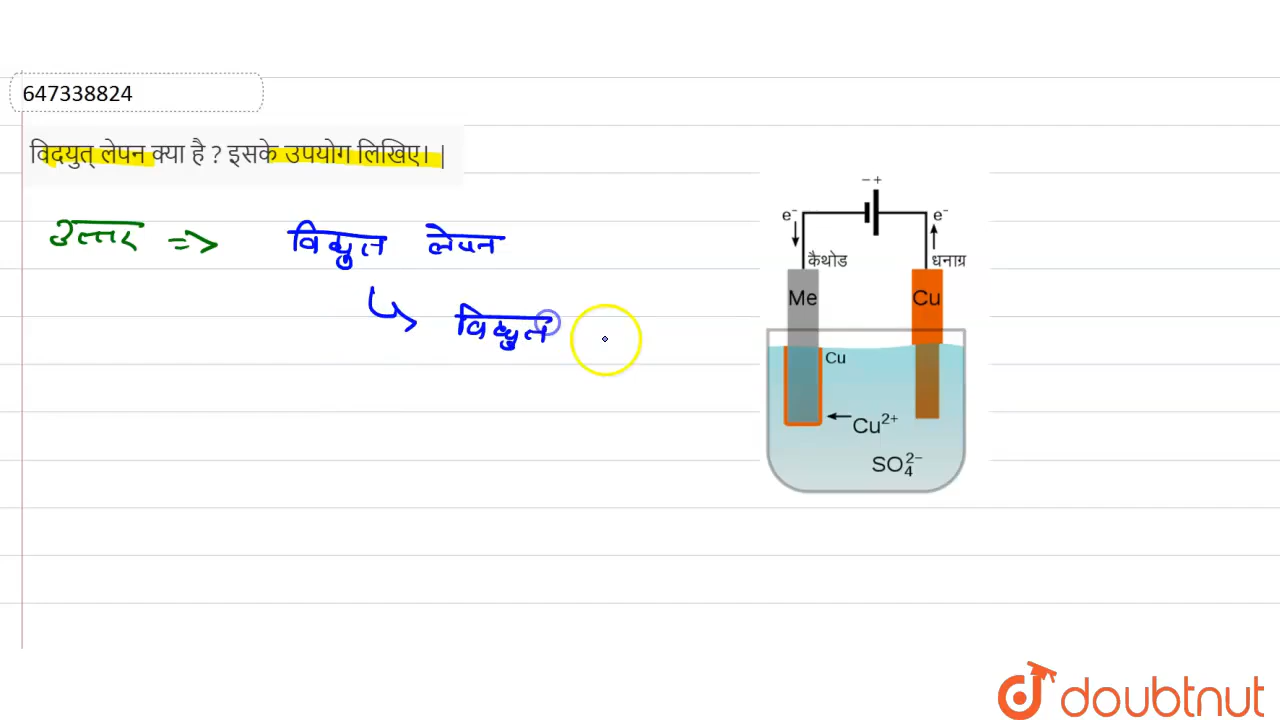 647338824
विदयुत् लेपन क्या है ? इसके उपयोग लिखिए। |
उत्तर => विद्युत लेपन
विद्युत
− +
e⁻ e⁻
कैथोड धनाग्र
Me Cu
Cu
Cu²⁺
SO₄²⁻
doubtnut